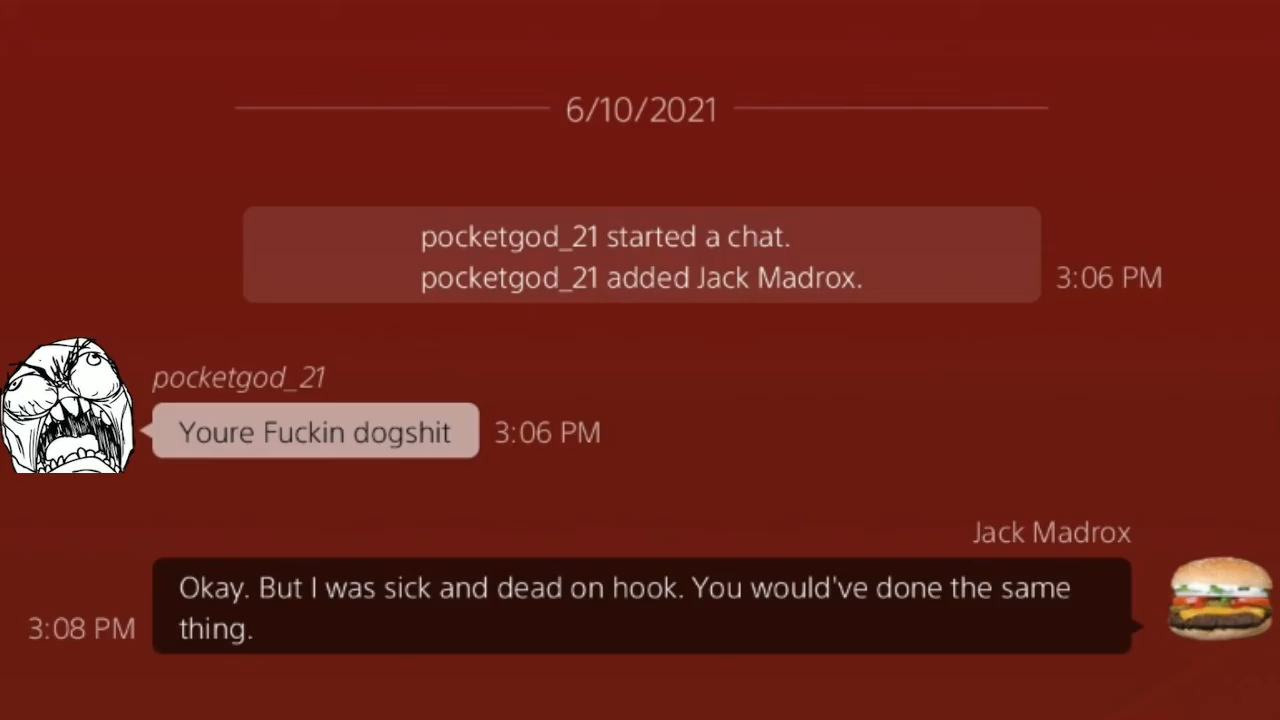 6/10/2021
pocketgod_21 started a chat.
pocketgod_21 added Jack Madrox.
3:06 PM
pocketgod_21
Youre Fuckin dogshit
3:06 PM
Jack Madrox
Okay. But I was sick and dead on hook. You would've done the same
thing.
3:08 PM